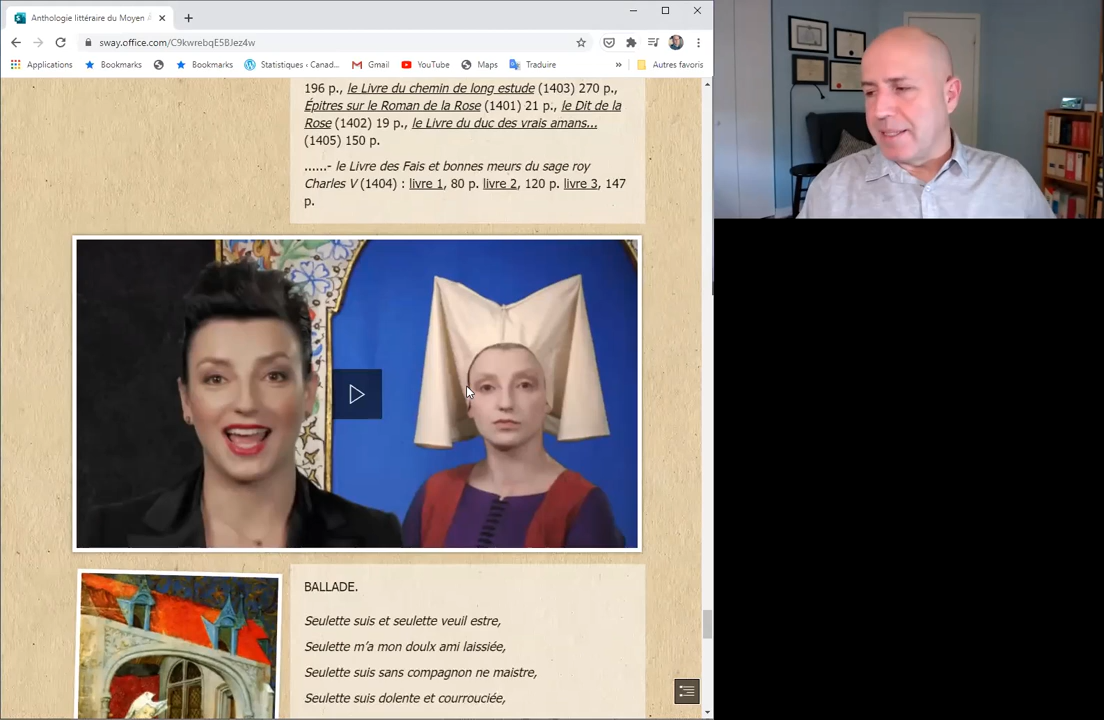 Anthologie littéraire du Moyen
sway.office.com/C9kwrebqE5BJez4w
Applications Bookmarks Bookmarks Statistiques - Canad... Gmail YouTube Maps Traduire » Autres favoris
196 p., le Livre du chemin de long estude (1403) 270 p.,
Épitres sur le Roman de la Rose (1401) 21 p., le Dit de la
Rose (1402) 19 p., le Livre du duc des vrais amans...
(1405) 150 p.
......- le Livre des Fais et bonnes meurs du sage roy
Charles V (1404) : livre 1, 80 p. livre 2, 120 p. livre 3, 147
p.
BALLADE.
Seulette suis et seulette veuil estre,
Seulette m'a mon doulx ami laissiée,
Seulette suis sans compagnon ne maistre,
Seulette suis dolente et courrouciée,